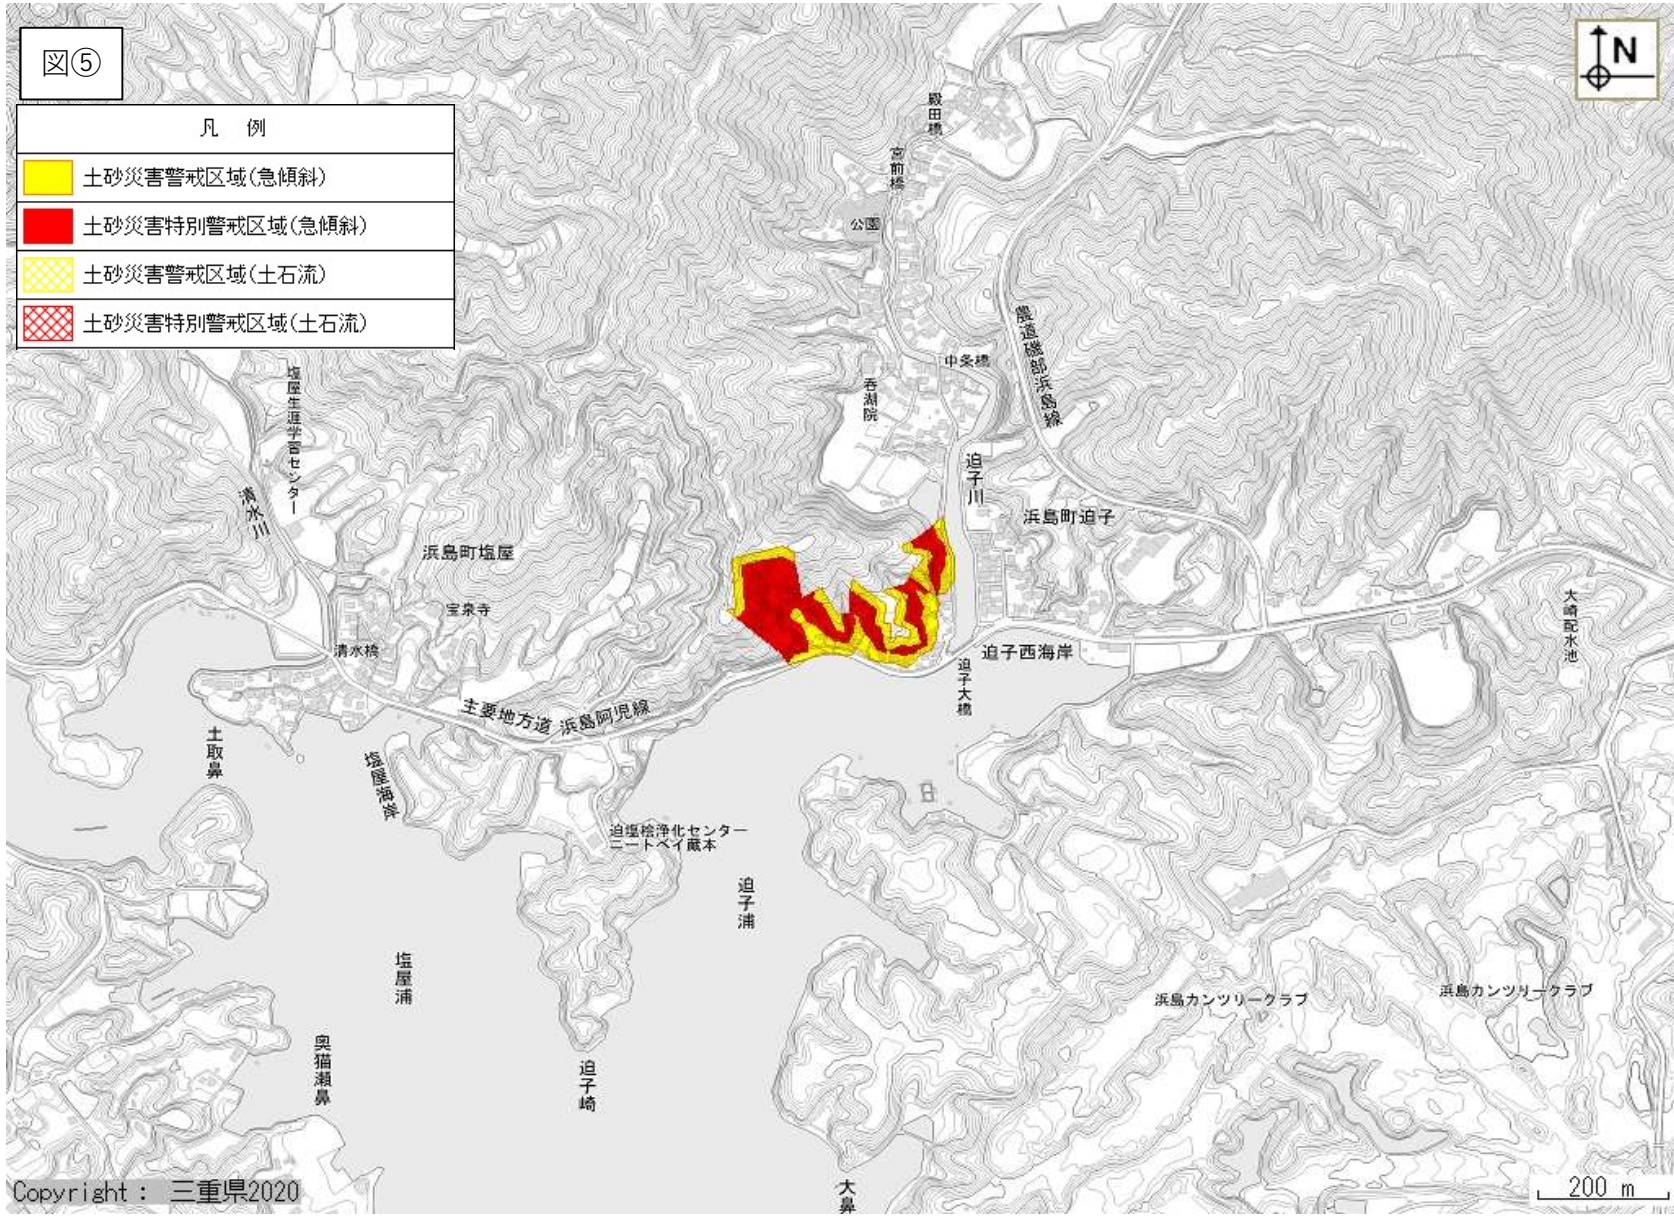 図⑤
N
凡 例
土砂災害警戒区域(急傾斜)
土砂災害特別警戒区域(急傾斜)
土砂災害警戒区域(土石流)
土砂災害特別警戒区域(土石流)
殿田橋
宮前橋
公園
農道磯部浜島線
中条橋
呑湖院
塩屋生涯学習センター
清水川
迫子川
浜島町迫子
浜島町塩屋
宝泉寺
清水橋
大崎配水池
迫子西海岸
迫子大橋
主要地方道 浜島阿児線
土取鼻
塩屋海岸
迫塩桧浄化センター
ニートベイ蔵本
迫子浦
塩屋浦
浜島カンツリークラブ
浜島カンツリークラブ
奥猫瀬鼻
迫子崎
大鼻
Copyright : 三重県2020
200 m